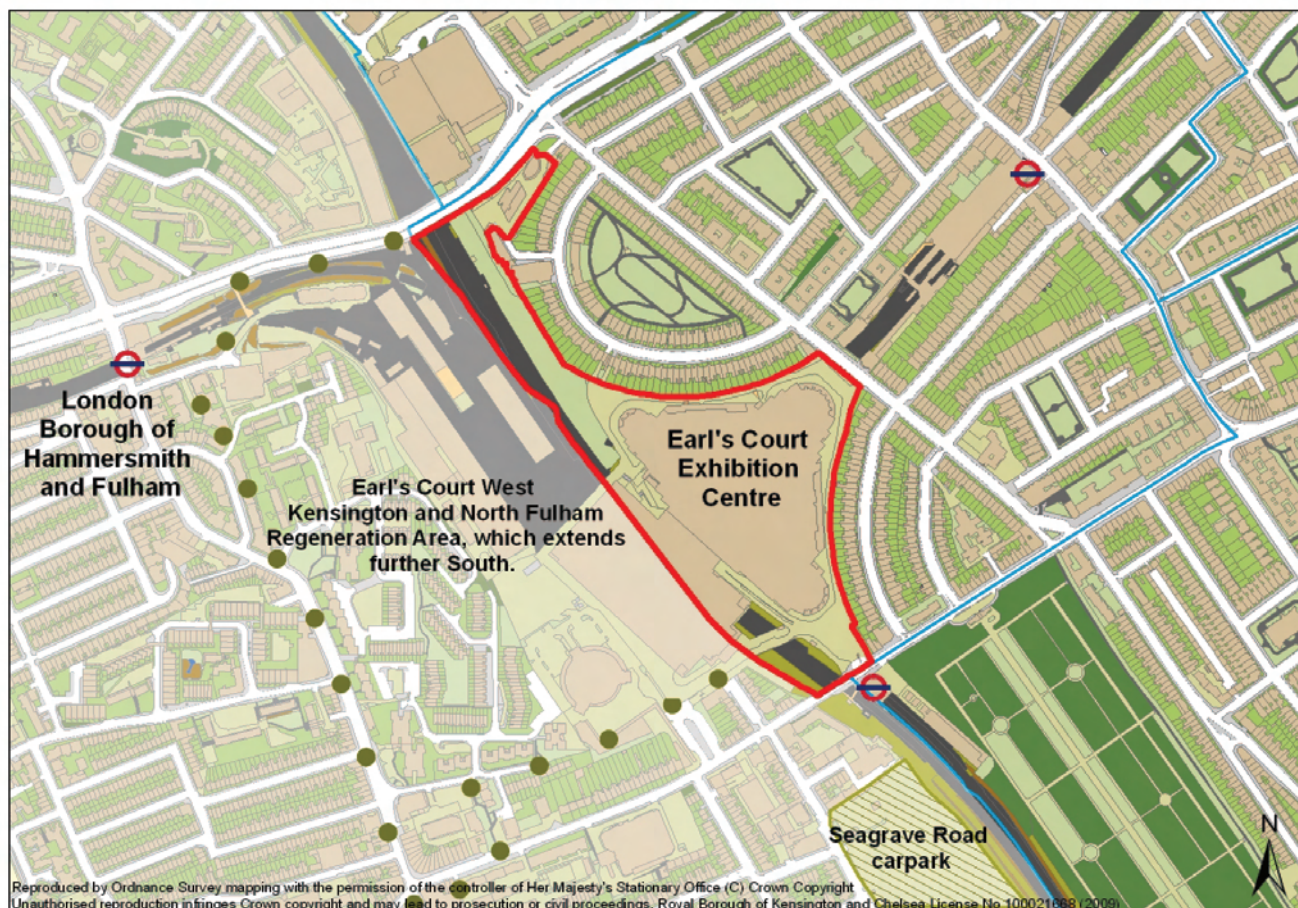 London
Borough of
Hammersmith
and Fulham
Earl's Court West
Kensington and North Fulham
Regeneration Area, which extends
further South.
Earl's Court
Exhibition
Centre
Seagrave Road
carpark
N
Reproduced by Ordnance Survey mapping with the permission of the controller of Her Majesty's Stationary Office (C) Crown Copyright
Unauthorised reproduction infringes Crown copyright and may lead to prosecution or civil proceedings. Royal Borough of Kensington and Chelsea License No 100021668 (2009)